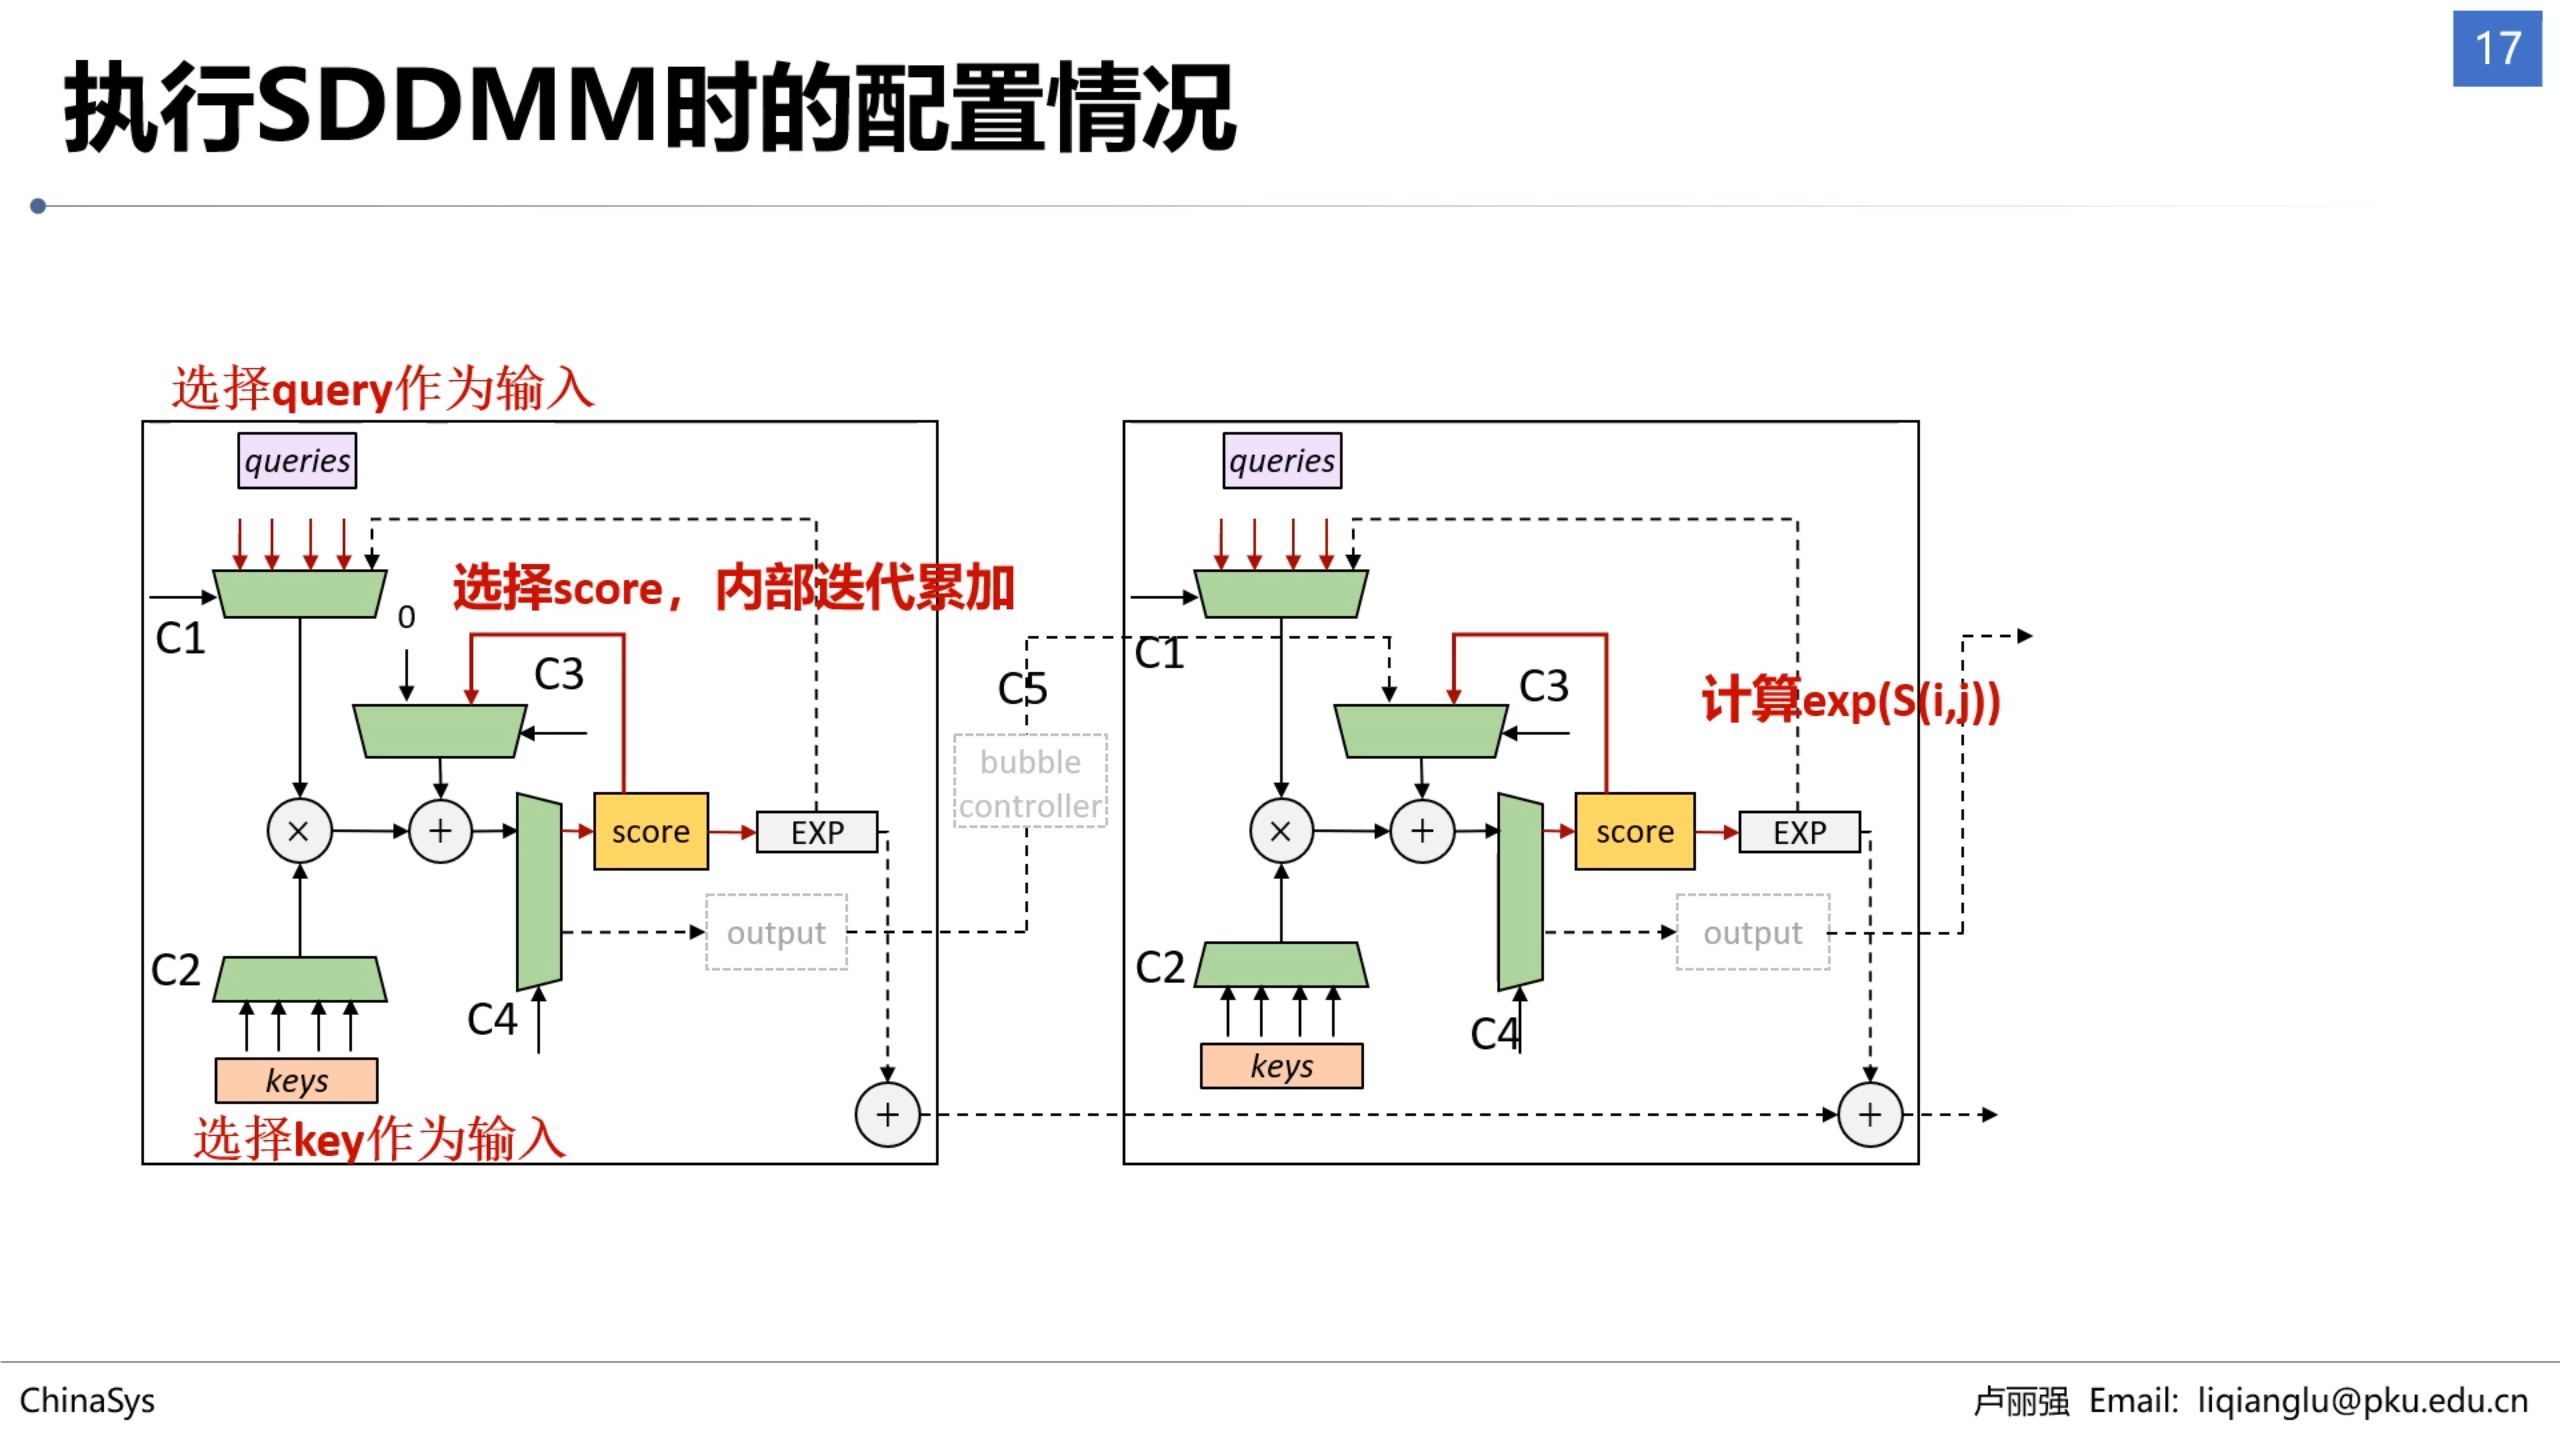 17
执行SDDMM时的配置情况
选择query作为输入
queries
queries
选择score，内部迭代累加
0
C1
C3
C1
C3
C5
计算exp(S(i,j))
bubble
controller
×
+
score
EXP
×
+
score
EXP
output
output
C2
C2
C4
C4
keys
keys
+
+
选择key作为输入
ChinaSys
卢丽强 Email: liqianglu@pku.edu.cn